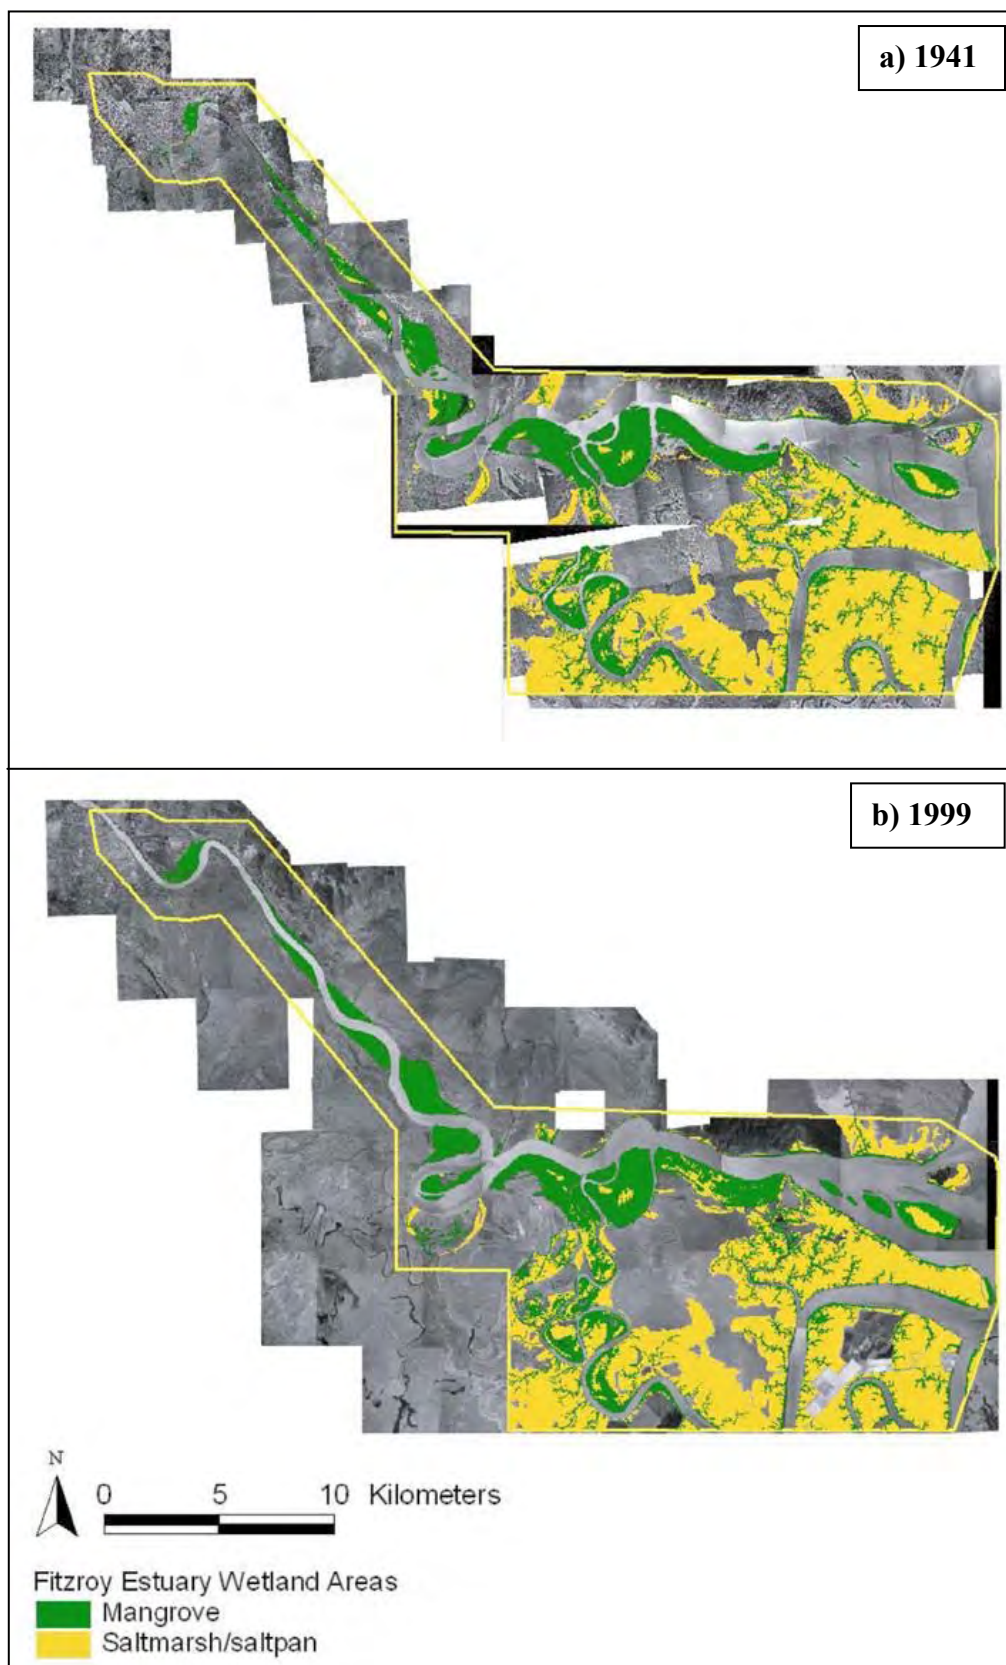 a) 1941
b) 1999
N
0 5 10 Kilometers
Fitzroy Estuary Wetland Areas
Mangrove
Saltmarsh/saltpan